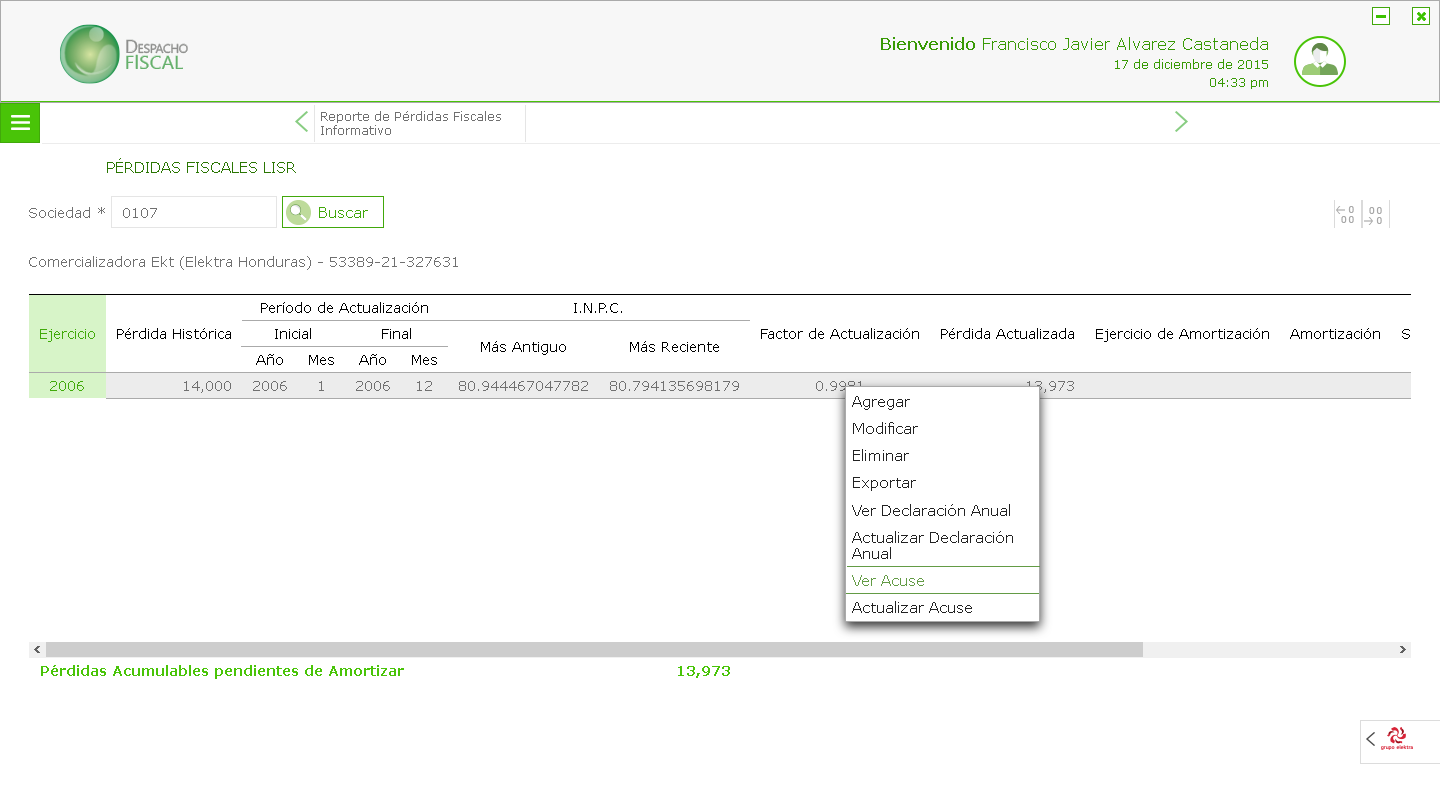 DESPACHO
FISCAL
Bienvenido Francisco Javier Alvarez Castaneda
17 de diciembre de 2015
04:33 pm
Reporte de Pérdidas Fiscales
Informativo
PÉRDIDAS FISCALES LISR
Sociedad * 0107 Buscar
←0 00
00 →0
Comercializadora Ekt (Elektra Honduras) - 53389-21-327631
Período de Actualización I.N.P.C.
Ejercicio Pérdida Histórica Inicial Final Más Antiguo Más Reciente Factor de Actualización Pérdida Actualizada Ejercicio de Amortización Amortización S
Año Mes Año Mes
2006 14,000 2006 1 2006 12 80.944467047782 80.794135698179 0.9981 13,973
Agregar
Modificar
Eliminar
Exportar
Ver Declaración Anual
Actualizar Declaración
Anual
Ver Acuse
Actualizar Acuse
Pérdidas Acumulables pendientes de Amortizar 13,973
grupo elektra